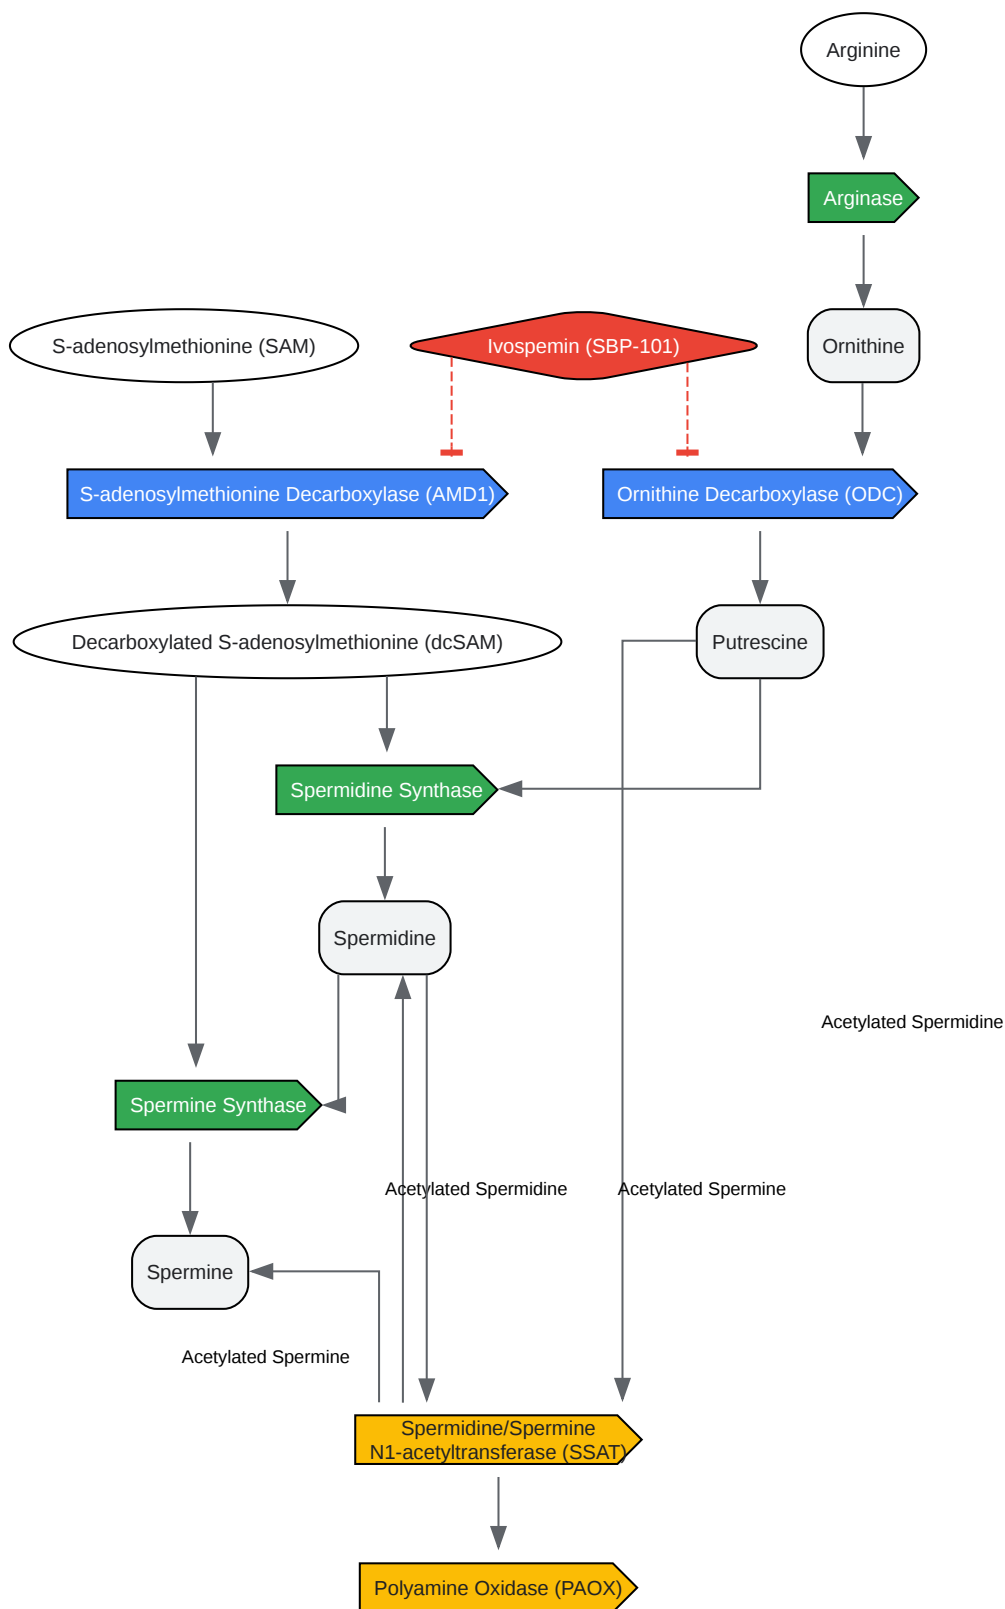 Arginine
Arginase
S-adenosylmethionine (SAM)
Ivospemin (SBP-101)
Ornithine
S-adenosylmethionine Decarboxylase (AMD1)
Ornithine Decarboxylase (ODC)
Decarboxylated S-adenosylmethionine (dcSAM)
Putrescine
Spermidine Synthase
Spermidine
Acetylated Spermidine
Spermine Synthase
Acetylated Spermidine
Acetylated Spermine
Spermine
Acetylated Spermine
Spermidine/Spermine
N1-acetyltransferase (SSAT)
Polyamine Oxidase (PAOX)